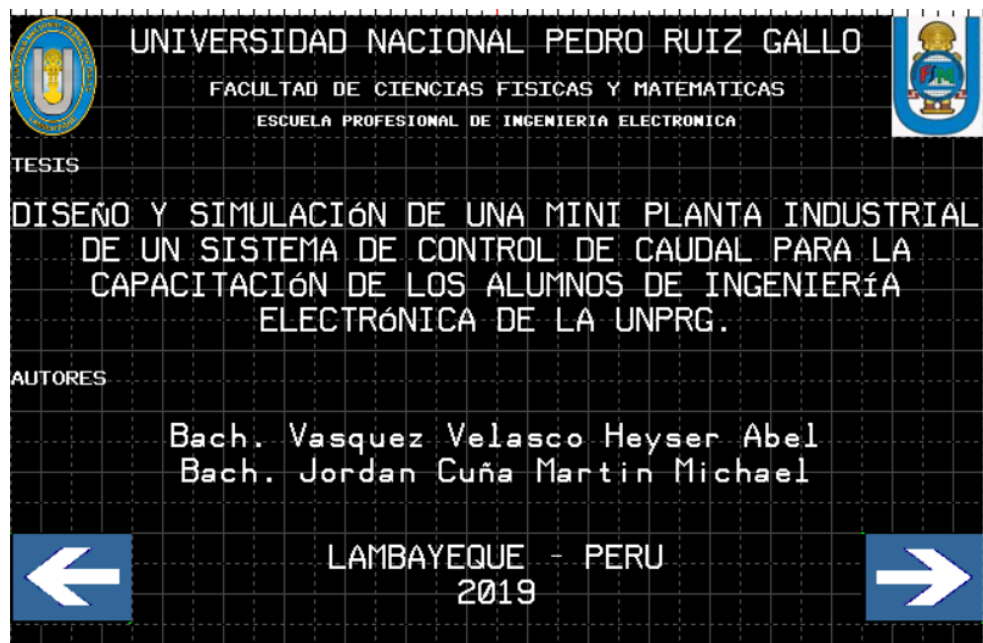 UNIVERSIDAD NACIONAL PEDRO RUIZ GALLO
FACULTAD DE CIENCIAS FISICAS Y MATEMATICAS
ESCUELA PROFESIONAL DE INGENIERIA ELECTRONICA
TESIS
DISEñO Y SIMULACIóN DE UNA MINI PLANTA INDUSTRIAL
DE UN SISTEMA DE CONTROL DE CAUDAL PARA LA
CAPACITACIóN DE LOS ALUMNOS DE INGENIERíA
ELECTRóNICA DE LA UNPRG.
AUTORES
Bach. Vasquez Velasco Heyser Abel
Bach. Jordan Cuña Martin Michael
LAMBAYEQUE - PERU
2019